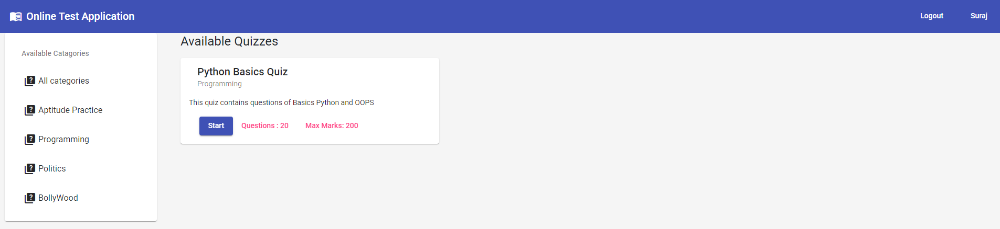 Online Test Application
Logout
Suraj
Available Catagories
All categories
Aptitude Practice
Programming
Politics
BollyWood
Available Quizzes
Python Basics Quiz
Programming
This quiz contains questions of Basics Python and OOPS
Start
Questions : 20
Max Marks: 200